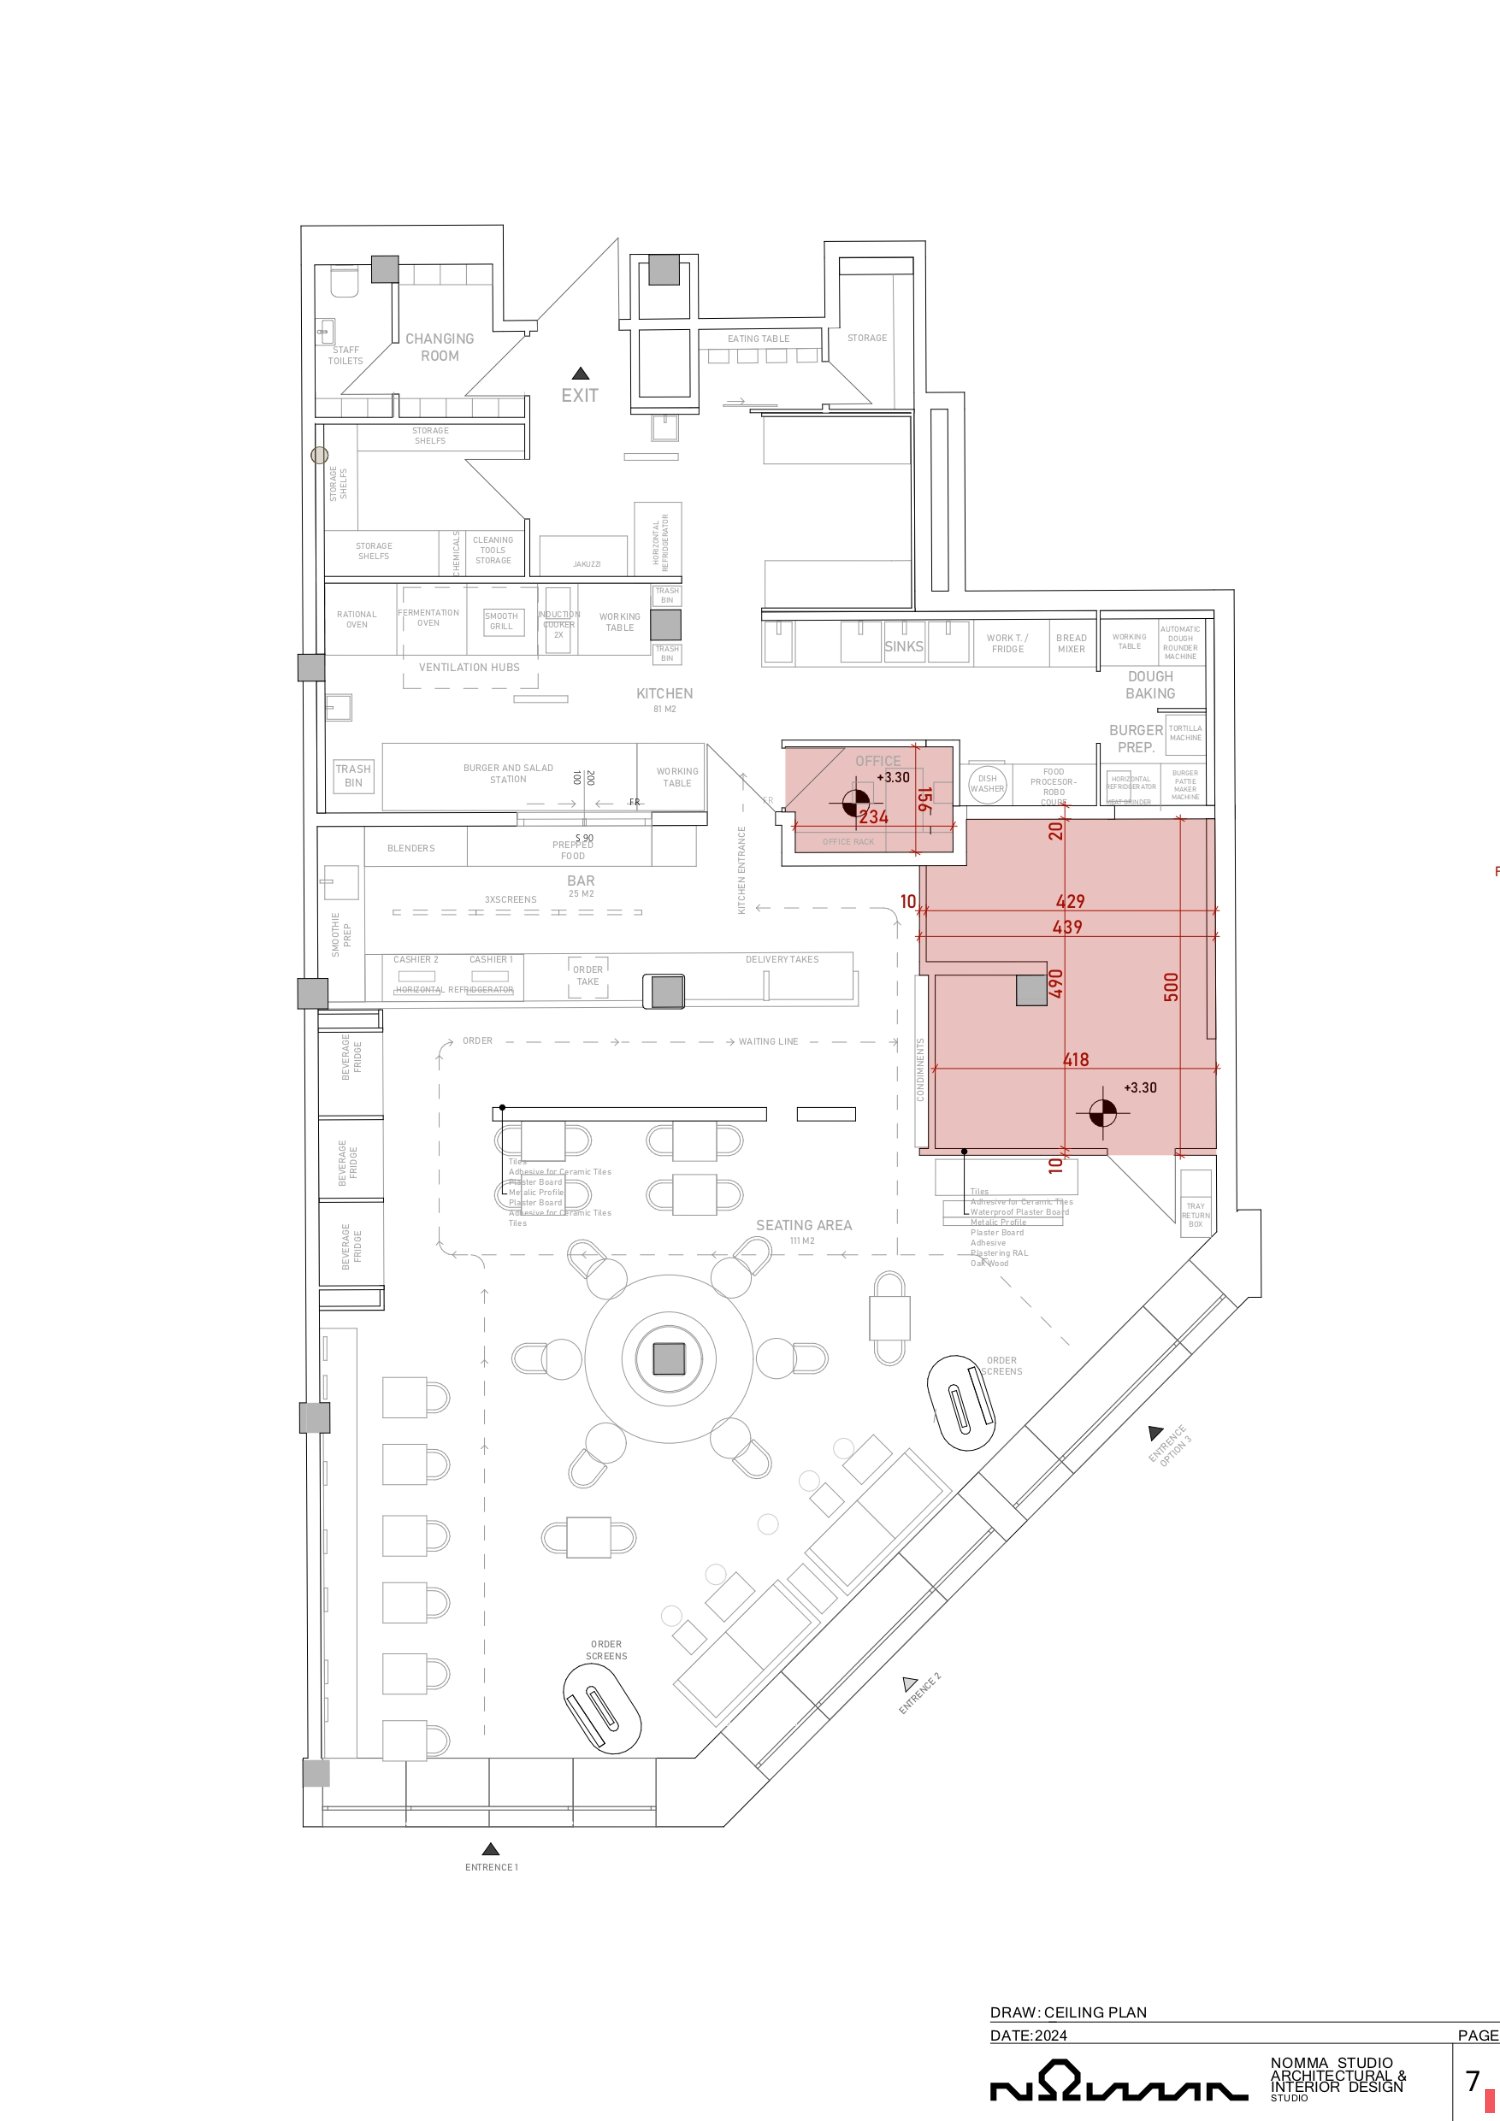 CHANGING
ROOM
STAFF
TOILETS
EXIT
EATING TABLE
STORAGE
STORAGE
SHELFS
STORAGE
SHELFS
STORAGE
SHELFS
CHEMICALS
CLEANING
TOOLS
STORAGE
JAKUZZI
HORIZONTAL
REFRIDGERATOR
RATIONAL
OVEN
FERMENTATION
OVEN
SMOOTH
GRILL
INDUCTION
COOKER
2X
WORKING
TABLE
TRASH
BIN
TRASH
BIN
VENTILATION HUBS
KITCHEN
81 M2
SINKS
WORK T. /
FRIDGE
BREAD
MIXER
WORKING
TABLE
AUTOMATIC
DOUGH
ROUNDER
MACHINE
DOUGH
BAKING
BURGER
PREP.
TORTILLA
MACHINE
TRASH
BIN
BURGER AND SALAD
STATION
100
200
FR
WORKING
TABLE
FR
OFFICE
+3.30
156
234
OFFICE RACK
DISH
WASHER
FOOD
PROCESOR-
ROBO
COUPE
HORIZONTAL
REFRIDGERATOR
MEAT GRINDER
BURGER
PATTIE
MAKER
MACHINE
S 90
BLENDERS
PREPPED
FOOD
BAR
25 M2
3XSCREENS
KITCHEN ENTRANCE
SMOOTHIE
PREP
CASHIER 2
CASHIER 1
HORIZONTAL REFRIDGERATOR
ORDER
TAKE
DELIVERY TAKES
20
10
429
439
490
500
418
+3.30
10
F
BEVERAGE
FRIDGE
ORDER
WAITING LINE
CONDIMNENTS
BEVERAGE
FRIDGE
BEVERAGE
FRIDGE
Tiles
Adhesive for Ceramic Tiles
Plaster Board
Metalic Profile
Plaster Board
Adhesive for Ceramic Tiles
Tiles
Tiles
Adhesive for Ceramic Tiles
Waterproof Plaster Board
Metalic Profile
Plaster Board
Adhesive
Plastering RAL
Oak Wood
TRAY
RETURN
BOX
SEATING AREA
111 M2
ORDER
SCREENS
ENTRENCE
OPTION 3
ORDER
SCREENS
ENTRENCE 2
ENTRENCE 1
DRAW: CEILING PLAN
DATE:2024
PAGE
NOMMA
NOMMA STUDIO
ARCHITECTURAL &
INTERIOR DESIGN
STUDIO
7